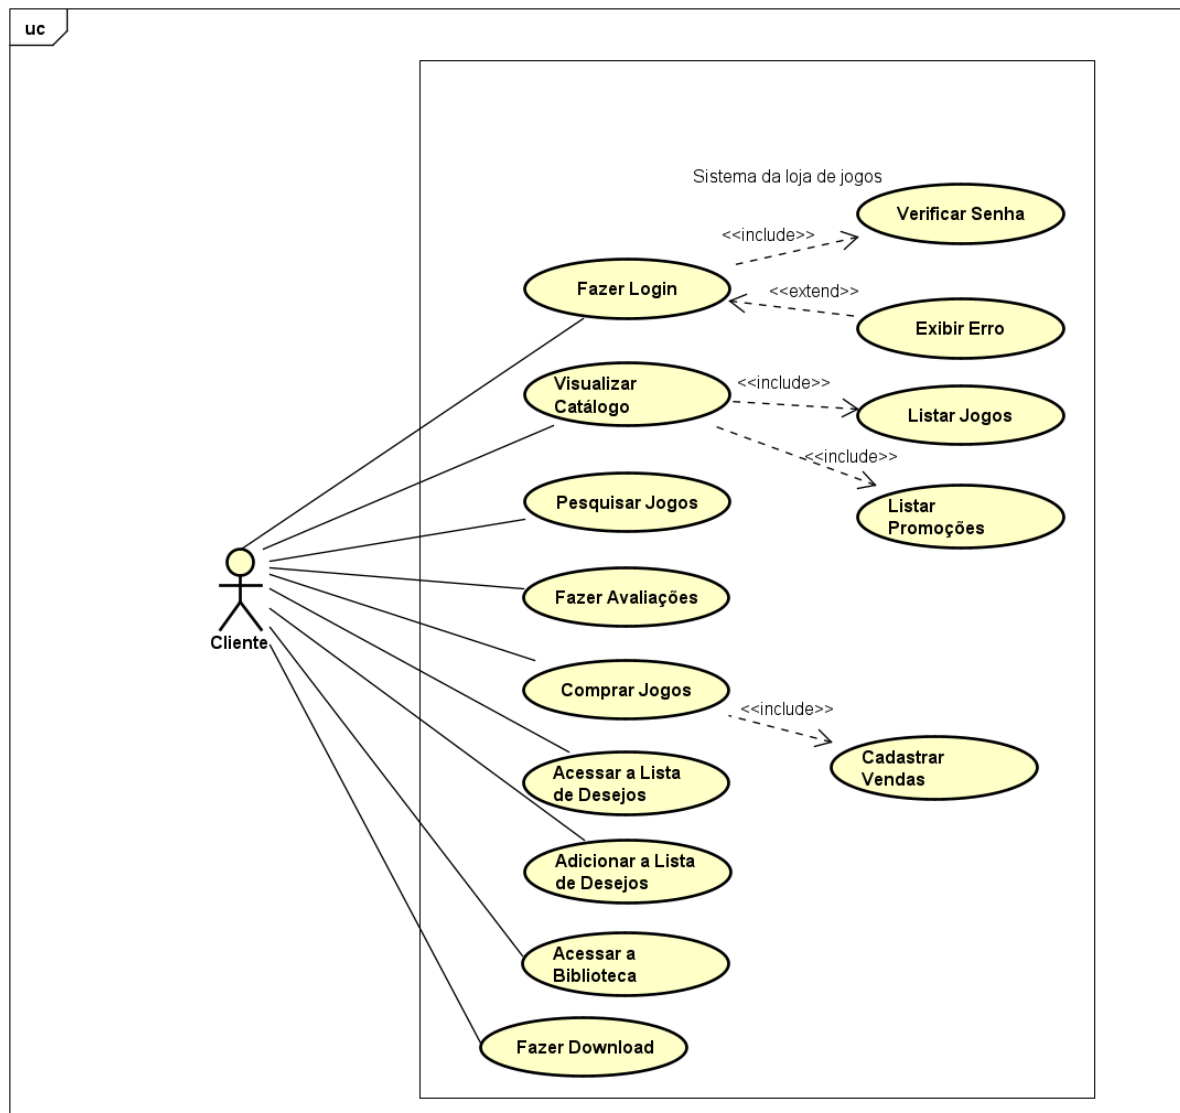 uc
Sistema da loja de jogos
Verificar Senha
<<include>>
Fazer Login
<<extend>>
Exibir Erro
Visualizar
Catálogo
<<include>>
Listar Jogos
<<include>>
Listar
Promoções
Pesquisar Jogos
Fazer Avaliações
Cliente
Comprar Jogos
<<include>>
Cadastrar
Vendas
Acessar a Lista
de Desejos
Adicionar a Lista
de Desejos
Acessar a
Biblioteca
Fazer Download